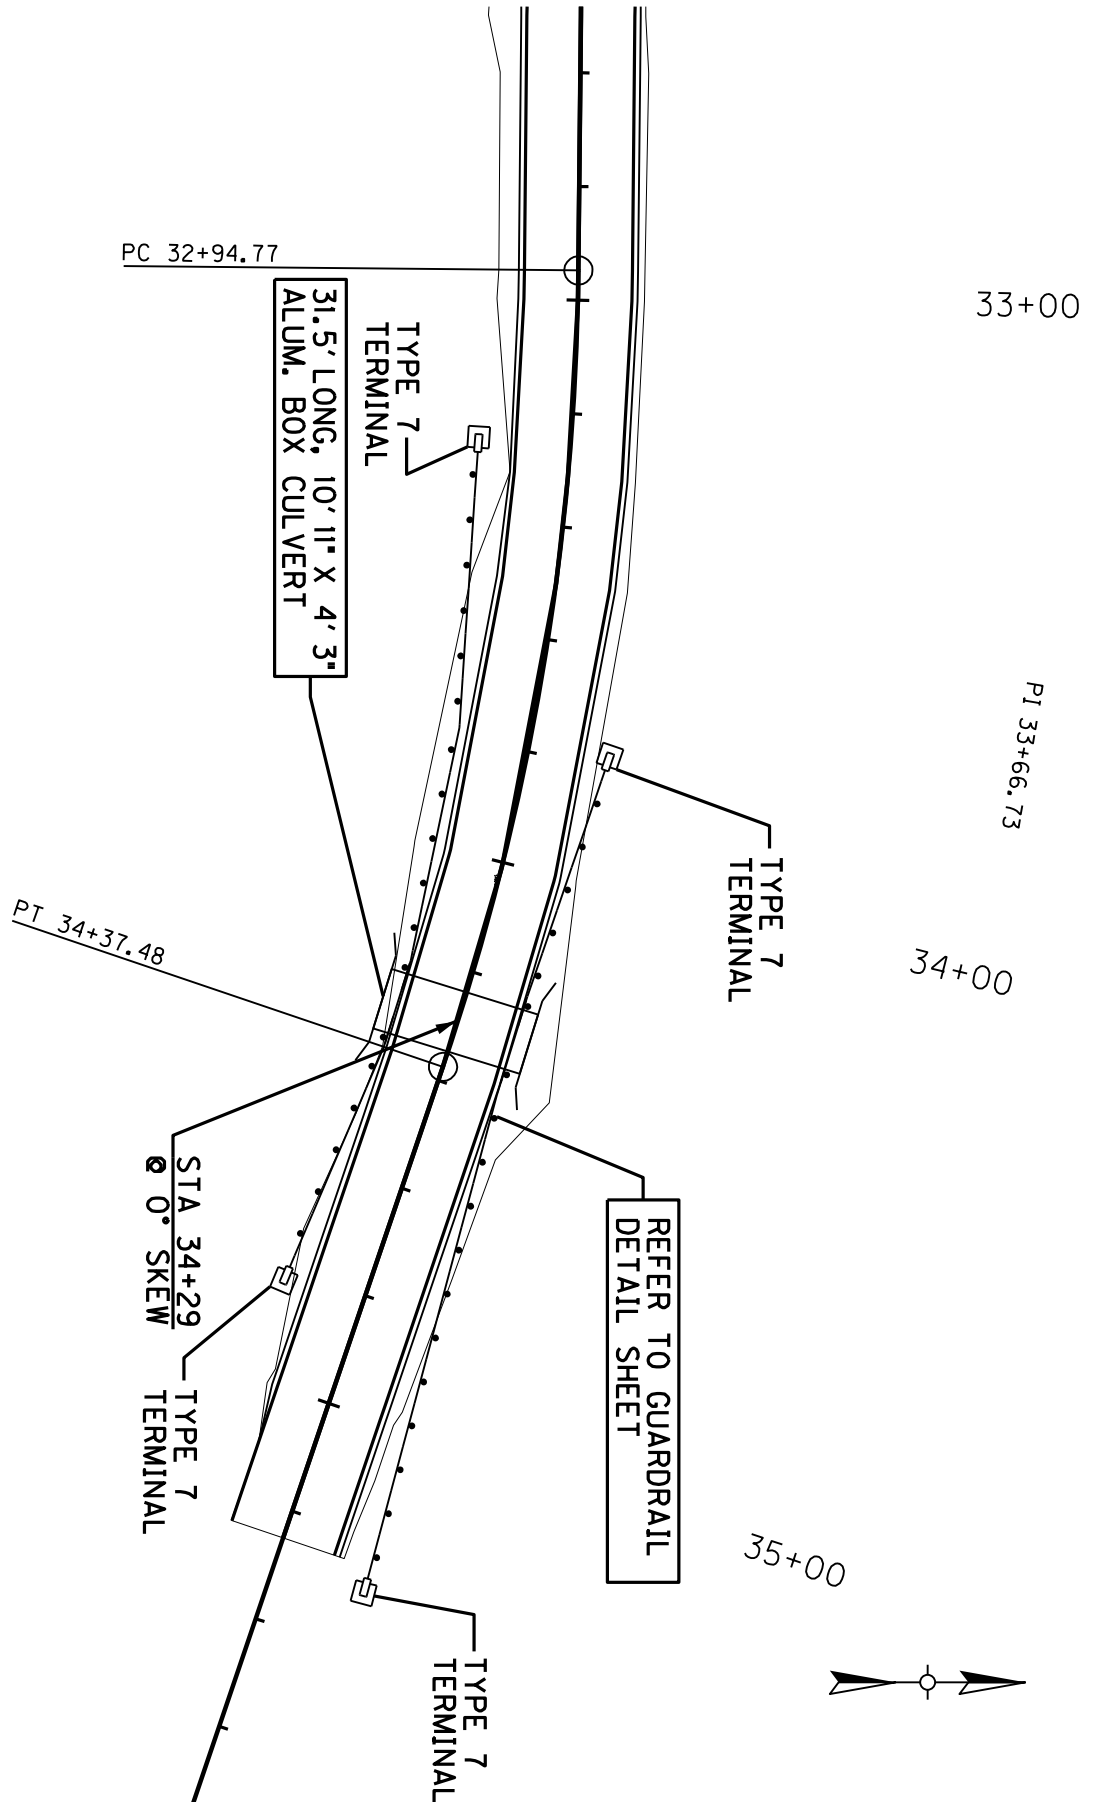 PC 32+94.77
33+00
31.5' LONG, 10' 11" X 4' 3"
ALUM. BOX CULVERT
TYPE 7
TERMINAL
PI 33+66.73
TYPE 7
TERMINAL
PT 34+37.48
34+00
STA 34+29
@ 0° SKEW
REFER TO GUARDRAIL
DETAIL SHEET
TYPE 7
TERMINAL
35+00
TYPE 7
TERMINAL